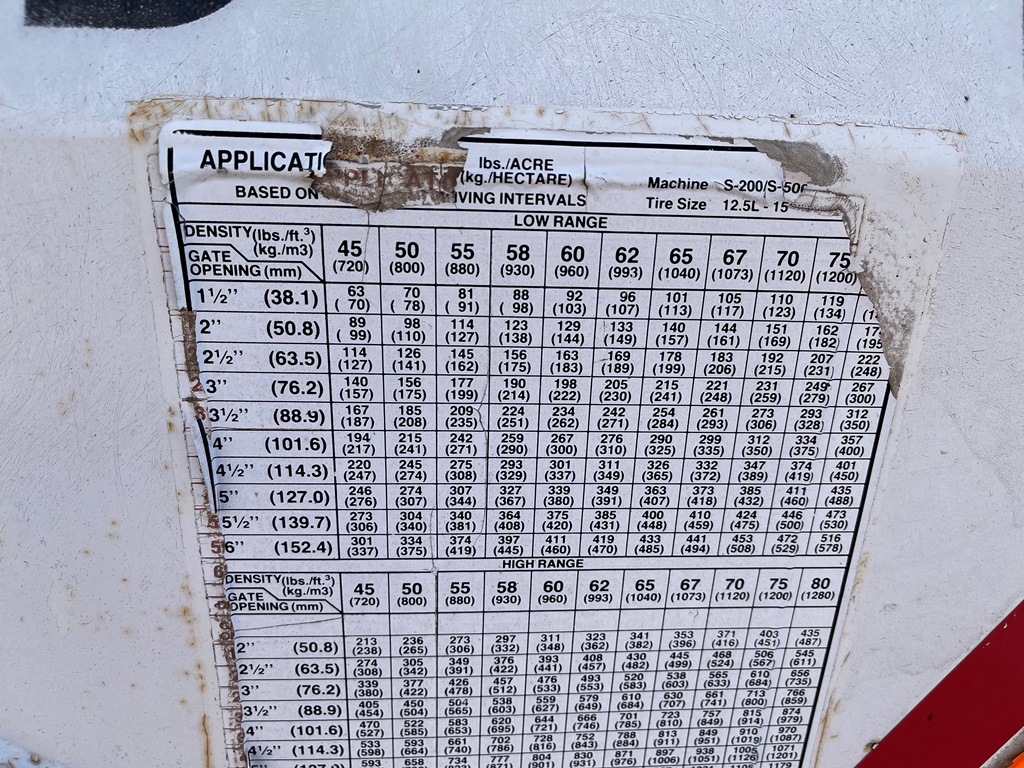 APPLICATI lbs./ACRE
(kg./HECTARE) Machine S-200/S-500
BASED ON IVING INTERVALS Tire Size 12.5L - 15
LOW RANGE
DENSITY (lbs./ft.³) 45 50 55 58 60 62 65 67 70 75
(kg./m3) (720) (800) (880) (930) (960) (993) (1040) (1073) (1120) (1200)
GATE
OPENING (mm)
1½" (38.1) 63 70 81 88 92 96 101 105 110 119
( 70) ( 78) ( 91) ( 98) (103) (107) (113) (117) (123) (134)
2" (50.8) 89 98 114 123 129 133 140 144 151 162
( 99) (110) (127) (138) (144) (149) (157) (161) (169) (182) (195
2½" (63.5) 114 126 145 156 163 169 178 183 192 207 222
(127) (141) (162) (175) (183) (189) (199) (206) (215) (231) (248)
3" (76.2) 140 156 177 190 198 205 215 221 231 249 267
(157) (175) (199) (214) (222) (230) (241) (248) (259) (279) (300)
3½" (88.9) 167 185 209 224 234 242 254 261 273 293 312
(187) (208) (235) (251) (262) (271) (284) (293) (306) (328) (350)
4" (101.6) 194 215 242 259 267 276 290 299 312 334 357
(217) (241) (271) (290) (300) (310) (325) (335) (350) (375) (400)
4½" (114.3) 220 245 275 293 301 311 326 332 347 374 401
(247) (274) (308) (329) (337) (349) (365) (372) (389) (419) (450)
5" (127.0) 246 274 307 327 339 349 363 373 385 411 435
(276) (307) (344) (367) (380) (391) (407) (418) (432) (460) (488)
5½" (139.7) 273 304 340 364 375 385 400 410 424 446 473
(306) (340) (381) (408) (420) (431) (448) (459) (475) (500) (530)
6" (152.4) 301 334 374 397 411 419 433 441 453 472 516
(337) (375) (419) (445) (460) (470) (485) (494) (508) (529) (578)
HIGH RANGE
DENSITY (lbs./ft.³) 45 50 55 58 60 62 65 67 70 75 80
(kg./m3) (720) (800) (880) (930) (960) (993) (1040) (1073) (1120) (1200) (1280)
GATE
OPENING (mm)
2" (50.8) 213 236 273 297 311 323 341 353 371 403 435
(238) (265) (306) (332) (348) (362) (382) (396) (416) (451) (487)
2½" (63.5) 274 305 349 376 393 408 430 445 468 506 545
(308) (342) (391) (422) (441) (457) (482) (499) (524) (567) (611)
3" (76.2) 339 377 426 457 476 493 520 538 565 610 656
(380) (422) (478) (512) (533) (553) (583) (603) (633) (684) (735)
3½" (88.9) 405 450 504 538 559 579 610 630 661 713 766
(454) (504) (565) (603) (627) (649) (684) (707) (741) (800) (859)
4" (101.6) 470 522 583 620 644 666 701 723 757 815 874
(527) (585) (653) (695) (721) (746) (785) (810) (849) (914) (979)
4½" (114.3) 533 593 661 702 728 752 788 813 849 910 970
(598) (664) (740) (786) (816) (843) (884) (911) (951) (1019) (1087)
593 658 734 777 804 830 871 897 938 1005 1071
(901) (931) (976) (1006) (1051) (1126) (1201)